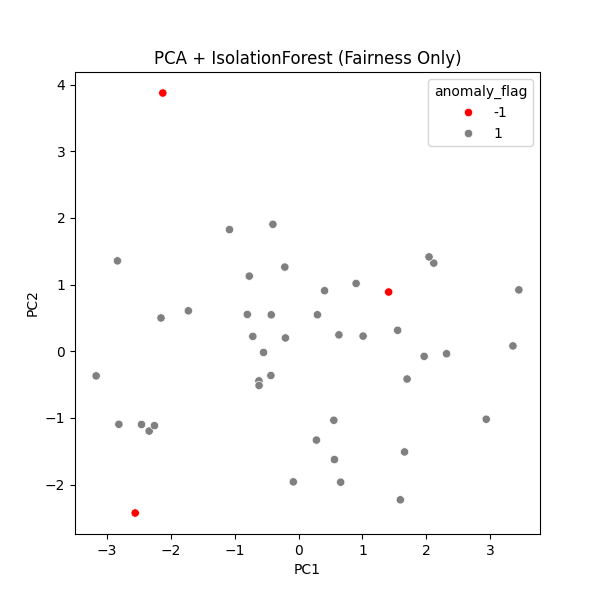 PCA + IsolationForest (Fairness Only)
anomaly_flag
-1
1
4
3
2
1
0
−1
−2
PC2
−3 −2 −1 0 1 2 3
PC1